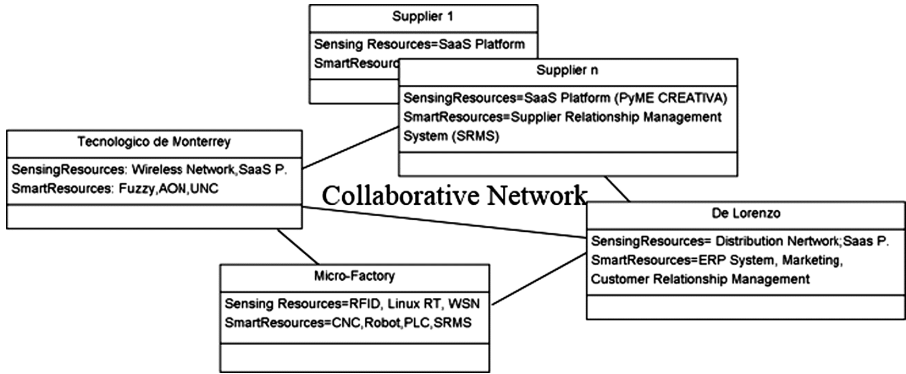 Supplier 1
Sensing Resources=SaaS Platform
Supplier n
SensingResources=SaaS Platform (PyME CREATIVA)
SmartResources=Supplier Relationship Management
System (SRMS)
Tecnologico de Monterrey
SensingResources: Wireless Network,SaaS P.
SmartResources: Fuzzy,AON,UNC
Collaborative Network
De Lorenzo
SensingResources= Distribution Nertwork;Saas P.
SmartResources=ERP System, Marketing,
Customer Relationship Management
Micro-Factory
Sensing Resources=RFID, Linux RT, WSN
SmartResources=CNC,Robot,PLC,SRMS